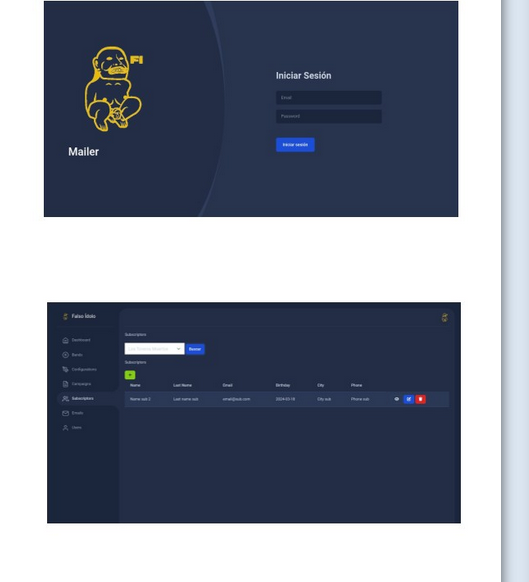 FI
Mailer
Iniciar Sesión
Email
Password
Iniciar sesión
Falso Ídolo
Dashboard
Configurations
Campaigns
Subscriptors
Emails
Users
Subscriptors
Buscar
Subscriptors
+
Name Last Name Email Birthday City Phone
Name sub 2 Last name sub email@sub.com 2024-03-18 City sub Phone sub